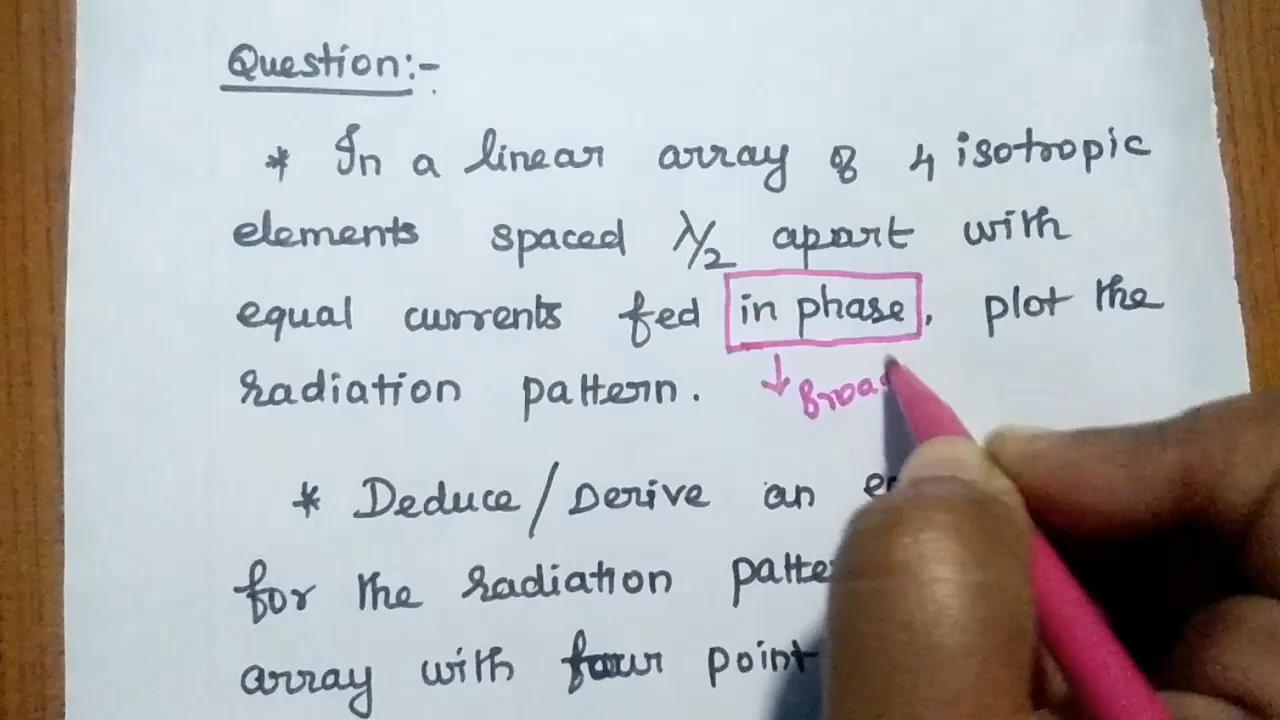 Question:-
* In a linear array of 4 isotropic
elements spaced λ/2 apart with
equal currents fed in phase, plot the
radiation pattern. ↓ Broad
* Deduce/Derive an
for the radiation
array with four point